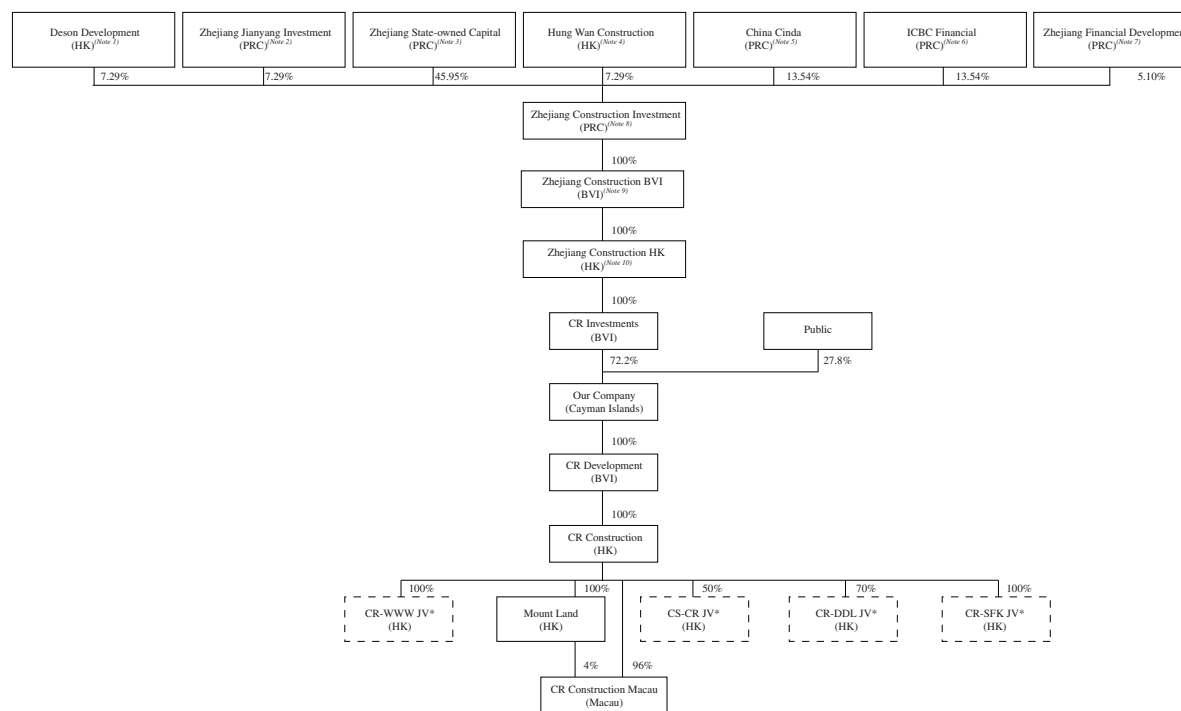 Deson Development
(HK)(Note 1)
Zhejiang Jianyang Investment
(PRC)(Note 2)
Zhejiang State-owned Capital
(PRC)(Note 3)
Hung Wan Construction
(HK)(Note 4)
China Cinda
(PRC)(Note 5)
ICBC Financial
(PRC)(Note 6)
Zhejiang Financial Development
(PRC)(Note 7)
7.29%
7.29%
45.95%
7.29%
13.54%
13.54%
5.10%
Zhejiang Construction Investment
(PRC)(Note 8)
100%
Zhejiang Construction BVI
(BVI)(Note 9)
100%
Zhejiang Construction HK
(HK)(Note 10)
100%
CR Investments
(BVI)
Public
72.2%
27.8%
Our Company
(Cayman Islands)
100%
CR Development
(BVI)
100%
CR Construction
(HK)
100%
100%
50%
70%
100%
CR-WWW JV*
(HK)
Mount Land
(HK)
CS-CR JV*
(HK)
CR-DDL JV*
(HK)
CR-SFK JV*
(HK)
4%
96%
CR Construction Macau
(Macau)